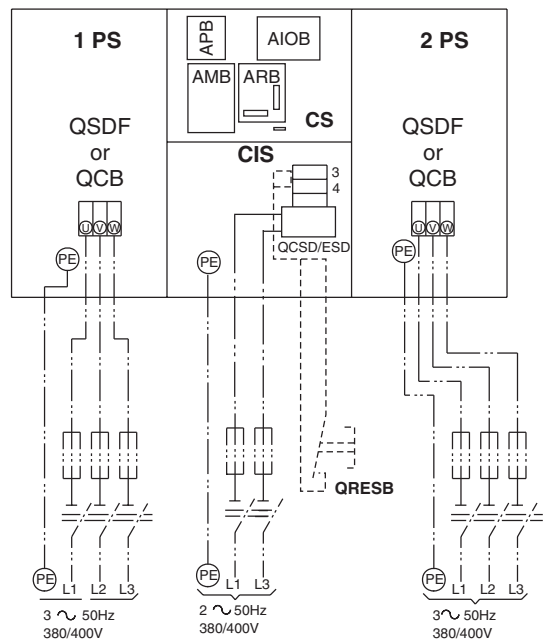 1 PS
APB
AIOB
2 PS
AMB
ARB
CS
QSDF
or
QCB
CIS
3
4
QCSD/ESD
QSDF
or
QCB
U V W
U V W
PE
PE
PE
QRESB
PE
L1
L2
L3
PE
L1
L3
PE
L1
L2
L3
3 ∿ 50Hz
380/400V
2 ∿ 50Hz
380/400V
3∿ 50Hz
380/400V